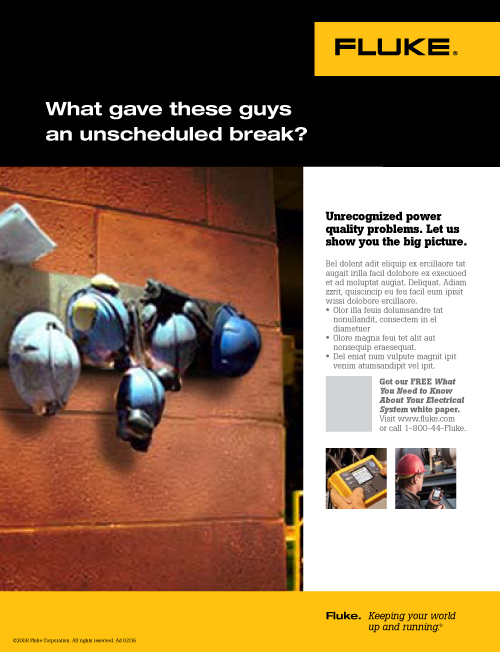 FLUKE®
What gave these guys
an unscheduled break?
Unrecognized power
quality problems. Let us
show you the big picture.
Bel dolent adit eliquip ex ercillaore tat
augait irilla facil dolobore ex execuoed
et ad moluptat augiat. Deliquat. Adiam
zzrit, quiscincip eu feu facil eum ipisit
wissi dolobore ercillaore.
• Olor illa feuis dolumsandre tat
nonullandit, consectem in el
diametuer
• Olore magna feui tet alit aut
nonsequip eraesequat.
• Del eniat num vulpute magnit ipit
venim atumsandipit vel ipit.
Get our FREE What
You Need to Know
About Your Electrical
System white paper.
Visit www.fluke.com
or call 1-800-44-Fluke.
Fluke. Keeping your world
up and running.®
©2008 Fluke Corporation. All rights reserved. Ad 02316